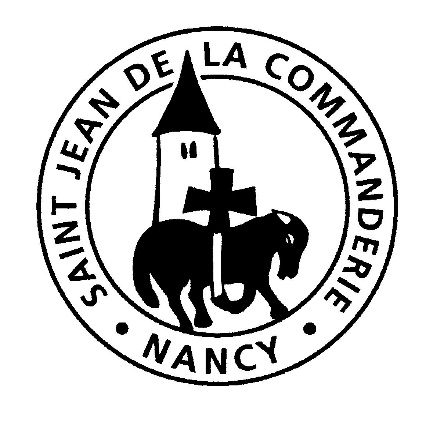 SAINT JEAN DE LA COMMANDERIE
NANCY